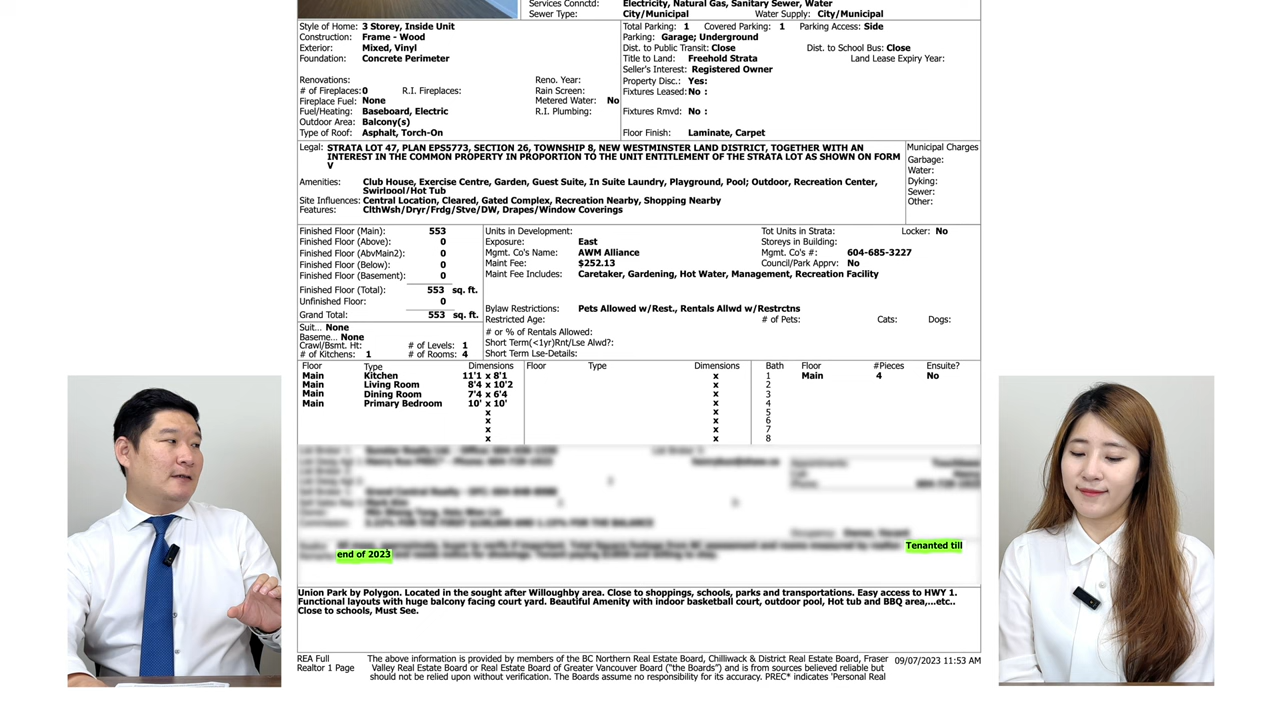 Services Connctd: Electricity, Natural Gas, Sanitary Sewer, Water
Sewer Type: City/Municipal Water Supply: City/Municipal
Style of Home: 3 Storey, Inside Unit
Construction: Frame - Wood
Exterior: Mixed, Vinyl
Foundation: Concrete Perimeter
Renovations: Reno. Year:
# of Fireplaces:0 R.I. Fireplaces: Rain Screen:
Fireplace Fuel: None Metered Water: No
Fuel/Heating: Baseboard, Electric R.I. Plumbing:
Outdoor Area: Balcony(s)
Type of Roof: Asphalt, Torch-On
Total Parking: 1 Covered Parking: 1 Parking Access: Side
Parking: Garage; Underground
Dist. to Public Transit: Close Dist. to School Bus: Close
Title to Land: Freehold Strata Land Lease Expiry Year:
Seller's Interest: Registered Owner
Property Disc.: Yes:
Fixtures Leased: No :
Fixtures Rmvd: No :
Floor Finish: Laminate, Carpet
Legal: STRATA LOT 47, PLAN EPS5773, SECTION 26, TOWNSHIP 8, NEW WESTMINSTER LAND DISTRICT, TOGETHER WITH AN
INTEREST IN THE COMMON PROPERTY IN PROPORTION TO THE UNIT ENTITLEMENT OF THE STRATA LOT AS SHOWN ON FORM
V
Amenities: Club House, Exercise Centre, Garden, Guest Suite, In Suite Laundry, Playground, Pool; Outdoor, Recreation Center,
Swirlpool/Hot Tub
Site Influences: Central Location, Cleared, Gated Complex, Recreation Nearby, Shopping Nearby
Features: ClthWsh/Dryr/Frdg/Stve/DW, Drapes/Window Coverings
Municipal Charges
Garbage:
Water:
Dyking:
Sewer:
Other:
Finished Floor (Main): 553
Finished Floor (Above): 0
Finished Floor (AbvMain2): 0
Finished Floor (Below): 0
Finished Floor (Basement): 0
Finished Floor (Total): 553 sq. ft.
Unfinished Floor: 0
Grand Total: 553 sq. ft.
Suit... None
Baseme... None
Crawl/Bsmt. Ht: # of Levels: 1
# of Kitchens: 1 # of Rooms: 4
Units in Development: Tot Units in Strata: Locker: No
Exposure: East Storeys in Building:
Mgmt. Co's Name: AWM Alliance Mgmt. Co's #: 604-685-3227
Maint Fee: $252.13 Council/Park Apprv: No
Maint Fee Includes: Caretaker, Gardening, Hot Water, Management, Recreation Facility
Bylaw Restrictions: Pets Allowed w/Rest., Rentals Allwd w/Restrctns
Restricted Age: # of Pets: Cats: Dogs:
# or % of Rentals Allowed:
Short Term(<1yr)Rnt/Lse Alwd?:
Short Term Lse-Details:
Floor Type Dimensions Floor Type Dimensions Bath Floor #Pieces Ensuite?
Main Kitchen 11'1 x 8'1 x 1 Main 4 No
Main Living Room 8'4 x 10'2 x 2
Main Dining Room 7'4 x 6'4 x 3
Main Primary Bedroom 10' x 10' x 4
x x 5
x x 6
x x 7
x x 8
Tenanted till
end of 2023
Union Park by Polygon. Located in the sought after Willoughby area. Close to shoppings, schools, parks and transportations. Easy access to HWY 1.
Functional layouts with huge balcony facing court yard. Beautiful Amenity with indoor basketball court, outdoor pool, Hot tub and BBQ area,...etc..
Close to schools, Must See.
REA Full The above information is provided by members of the BC Northern Real Estate Board, Chilliwack & District Real Estate Board, Fraser 09/07/2023 11:53 AM
Realtor 1 Page Valley Real Estate Board or Real Estate Board of Greater Vancouver Board ("the Boards") and is from sources believed reliable but
should not be relied upon without verification. The Boards assume no responsibility for its accuracy. PREC* indicates 'Personal Real